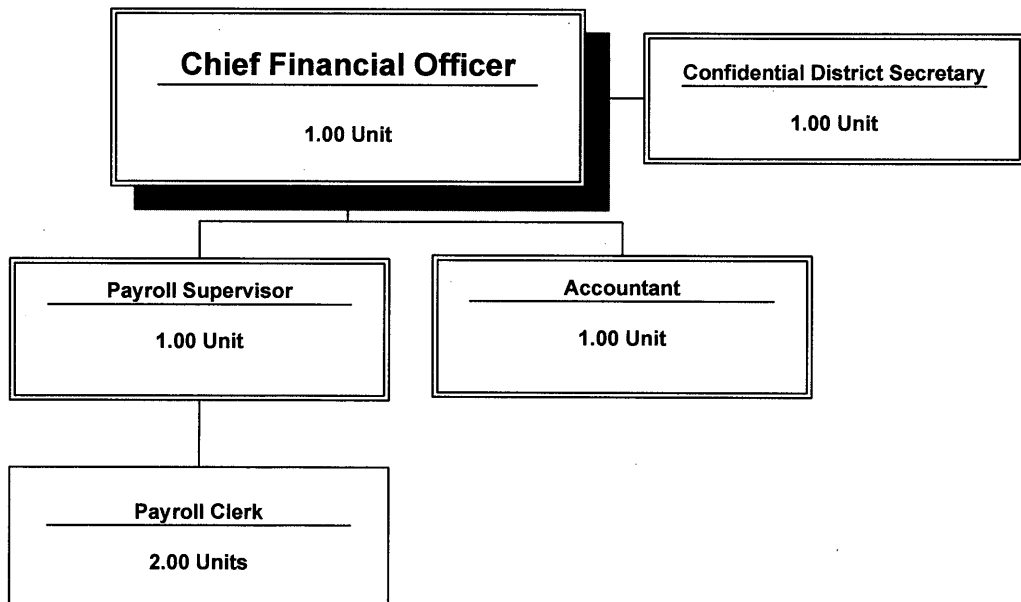 Chief Financial Officer
1.00 Unit
Confidential District Secretary
1.00 Unit
Payroll Supervisor
1.00 Unit
Accountant
1.00 Unit
Payroll Clerk
2.00 Units